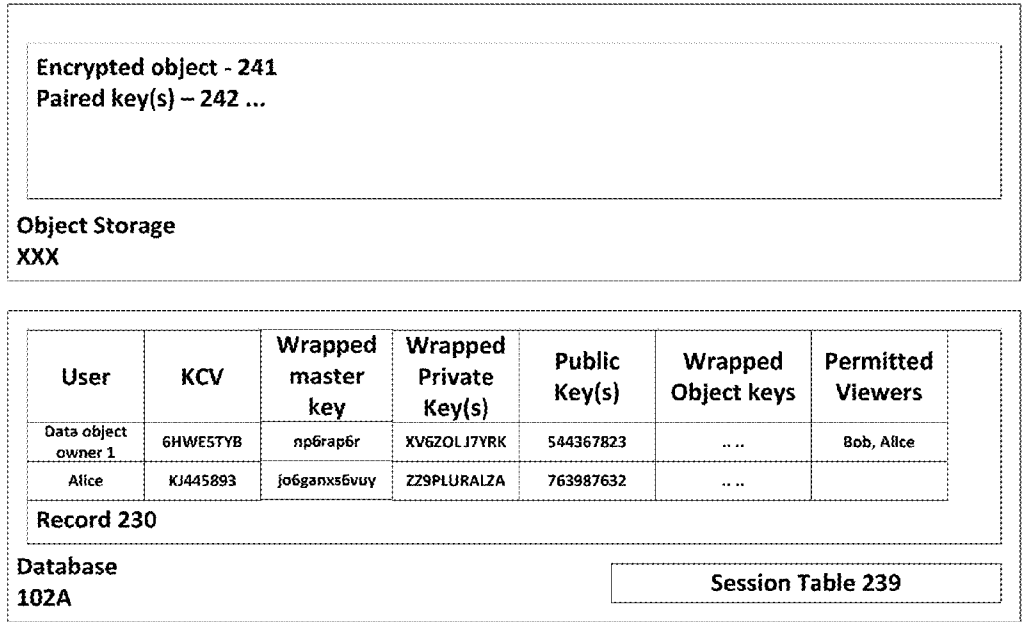 Encrypted object - 241
Paired key(s) – 242 ...
Object Storage
XXX
User KCV Wrapped master key Wrapped Private Key(s) Public Key(s) Wrapped Object keys Permitted Viewers
Data object owner 1 6HWE5TYB np6rap6r XV6ZOLJ7YRK 544367823 .. .. Bob, Alice
Alice KJ445893 jo6ganxs6vuy ZZ9PLURALZA 763987632 .. ..
Record 230
Database
102A
Session Table 239